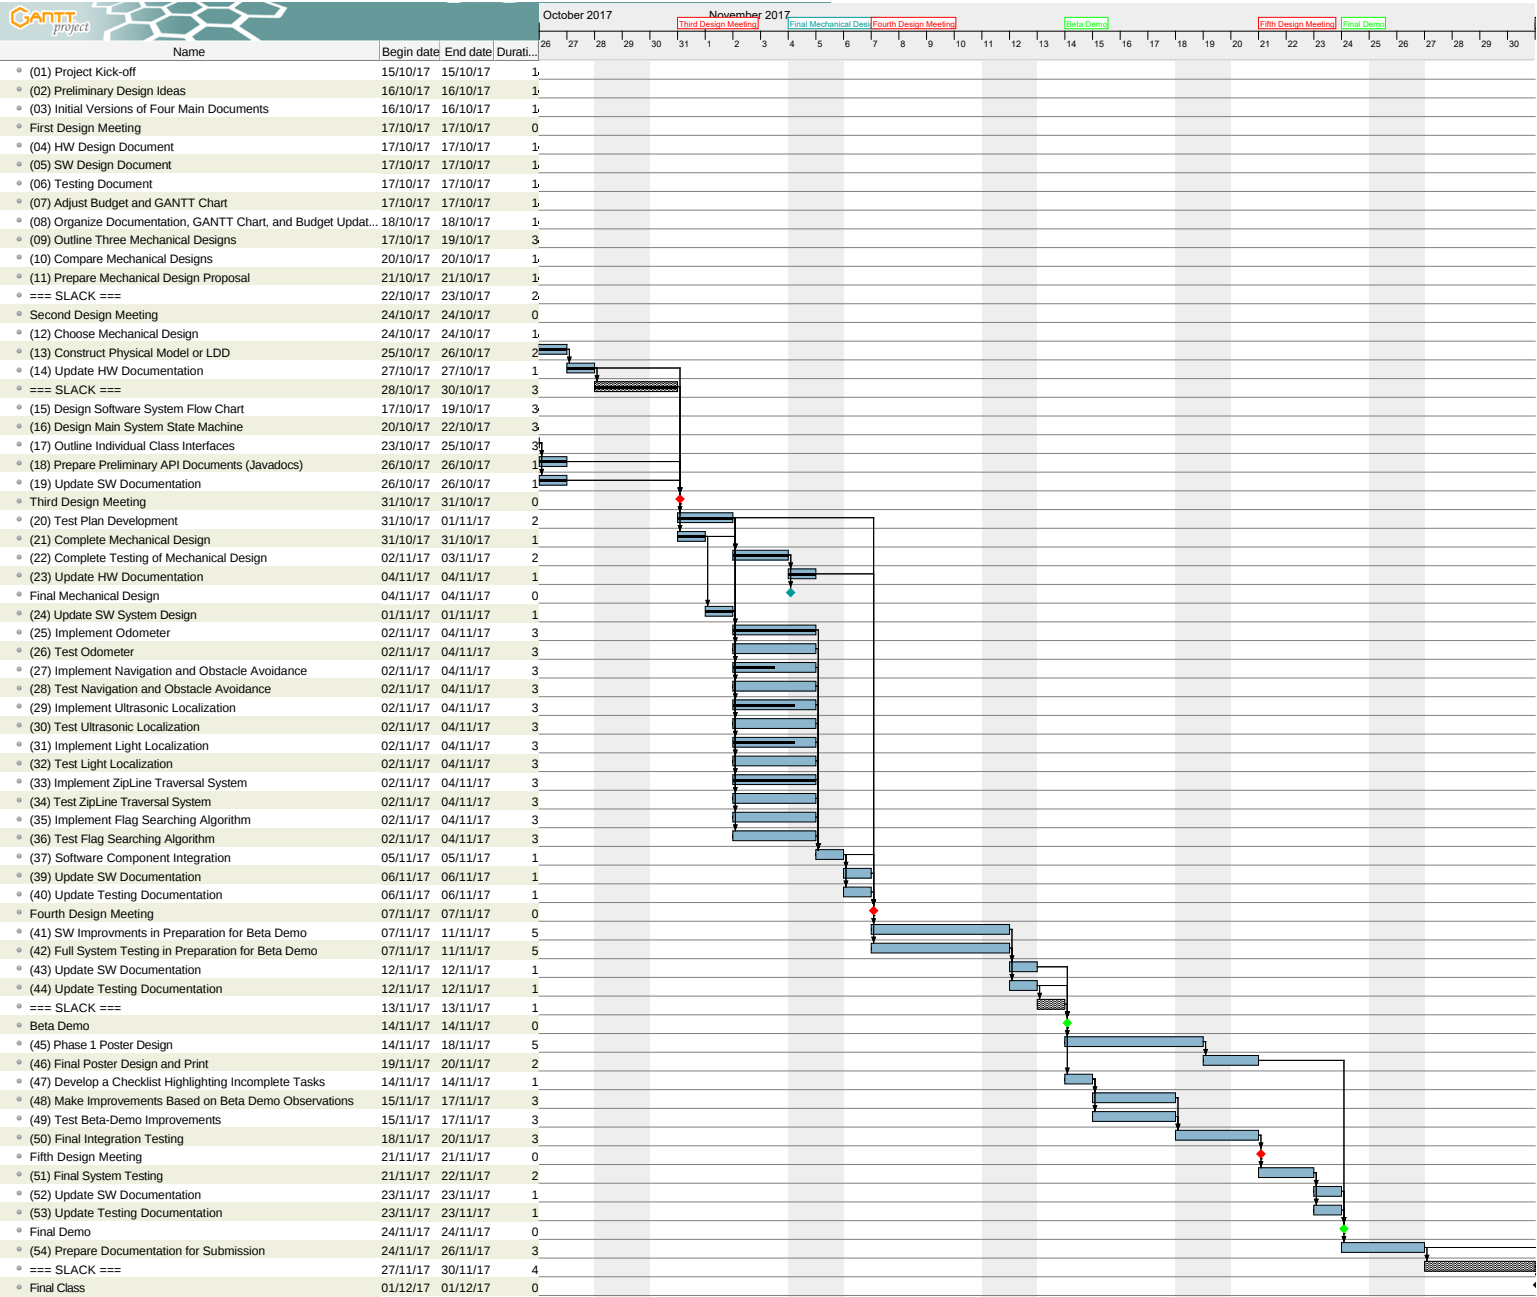 GANTT
project
October 2017 November 2017
Third Design Meeting Final Mechanical Desi Fourth Design Meeting Beta Demo Fifth Design Meeting Final Demo
26 27 28 30 31 1 2 3 4 5 6 7 8 9 10 11 12 13 14 15 16 17 18 19 20 21 22 23 24 25 26 27 28 29 30
Name Begin date End date Durati...
(01) Project Kick-off 15/10/17 15/10/17 1
(02) Preliminary Design Ideas 16/10/17 16/10/17 1
(03) Initial Versions of Four Main Documents 16/10/17 16/10/17 1
First Design Meeting 17/10/17 17/10/17 0
(04) HW Design Document 17/10/17 17/10/17 1
(05) SW Design Document 17/10/17 17/10/17 1
(06) Testing Document 17/10/17 17/10/17 1
(07) Adjust Budget and GANTT Chart 17/10/17 17/10/17 1
(08) Organize Documentation, GANTT Chart, and Budget Updat... 18/10/17 18/10/17 1
(09) Outline Three Mechanical Designs 17/10/17 19/10/17 3
(10) Compare Mechanical Designs 20/10/17 20/10/17 1
(11) Prepare Mechanical Design Proposal 21/10/17 21/10/17 1
=== SLACK === 22/10/17 23/10/17 2
Second Design Meeting 24/10/17 24/10/17 0
(12) Choose Mechanical Design 24/10/17 24/10/17 1
(13) Construct Physical Model or LDD 25/10/17 26/10/17 2
(14) Update HW Documentation 27/10/17 27/10/17 1
=== SLACK === 28/10/17 30/10/17 3
(15) Design Software System Flow Chart 17/10/17 19/10/17 3
(16) Design Main System State Machine 20/10/17 22/10/17 3
(17) Outline Individual Class Interfaces 23/10/17 25/10/17 3
(18) Prepare Preliminary API Documents (Javadocs) 26/10/17 26/10/17 1
(19) Update SW Documentation 26/10/17 26/10/17 1
Third Design Meeting 31/10/17 31/10/17 0
(20) Test Plan Development 31/10/17 01/11/17 2
(21) Complete Mechanical Design 31/10/17 31/10/17 1
(22) Complete Testing of Mechanical Design 02/11/17 03/11/17 2
(23) Update HW Documentation 04/11/17 04/11/17 1
Final Mechanical Design 04/11/17 04/11/17 0
(24) Update SW System Design 01/11/17 01/11/17 1
(25) Implement Odometer 02/11/17 04/11/17 3
(26) Test Odometer 02/11/17 04/11/17 3
(27) Implement Navigation and Obstacle Avoidance 02/11/17 04/11/17 3
(28) Test Navigation and Obstacle Avoidance 02/11/17 04/11/17 3
(29) Implement Ultrasonic Localization 02/11/17 04/11/17 3
(30) Test Ultrasonic Localization 02/11/17 04/11/17 3
(31) Implement Light Localization 02/11/17 04/11/17 3
(32) Test Light Localization 02/11/17 04/11/17 3
(33) Implement ZipLine Traversal System 02/11/17 04/11/17 3
(34) Test ZipLine Traversal System 02/11/17 04/11/17 3
(35) Implement Flag Searching Algorithm 02/11/17 04/11/17 3
(36) Test Flag Searching Algorithm 02/11/17 04/11/17 3
(37) Software Component Integration 05/11/17 05/11/17 1
(39) Update SW Documentation 06/11/17 06/11/17 1
(40) Update Testing Documentation 06/11/17 06/11/17 1
Fourth Design Meeting 07/11/17 07/11/17 0
(41) SW Improvments in Preparation for Beta Demo 07/11/17 11/11/17 5
(42) Full System Testing in Preparation for Beta Demo 07/11/17 11/11/17 5
(43) Update SW Documentation 12/11/17 12/11/17 1
(44) Update Testing Documentation 12/11/17 12/11/17 1
=== SLACK === 13/11/17 13/11/17 1
Beta Demo 14/11/17 14/11/17 0
(45) Phase 1 Poster Design 14/11/17 18/11/17 5
(46) Final Poster Design and Print 19/11/17 20/11/17 2
(47) Develop a Checklist Highlighting Incomplete Tasks 14/11/17 14/11/17 1
(48) Make Improvements Based on Beta Demo Observations 15/11/17 17/11/17 3
(49) Test Beta-Demo Improvements 15/11/17 17/11/17 3
(50) Final Integration Testing 18/11/17 20/11/17 3
Fifth Design Meeting 21/11/17 21/11/17 0
(51) Final System Testing 21/11/17 22/11/17 2
(52) Update SW Documentation 23/11/17 23/11/17 1
(53) Update Testing Documentation 23/11/17 23/11/17 1
Final Demo 24/11/17 24/11/17 0
(54) Prepare Documentation for Submission 24/11/17 26/11/17 3
=== SLACK === 27/11/17 30/11/17 4
Final Class 01/12/17 01/12/17 0